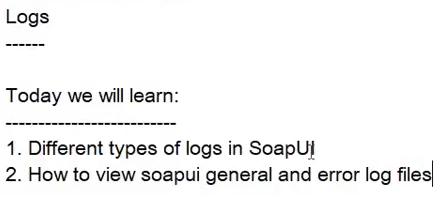 Logs
------
Today we will learn:
--------------------------
1. Different types of logs in SoapUI
2. How to view soapui general and error log files